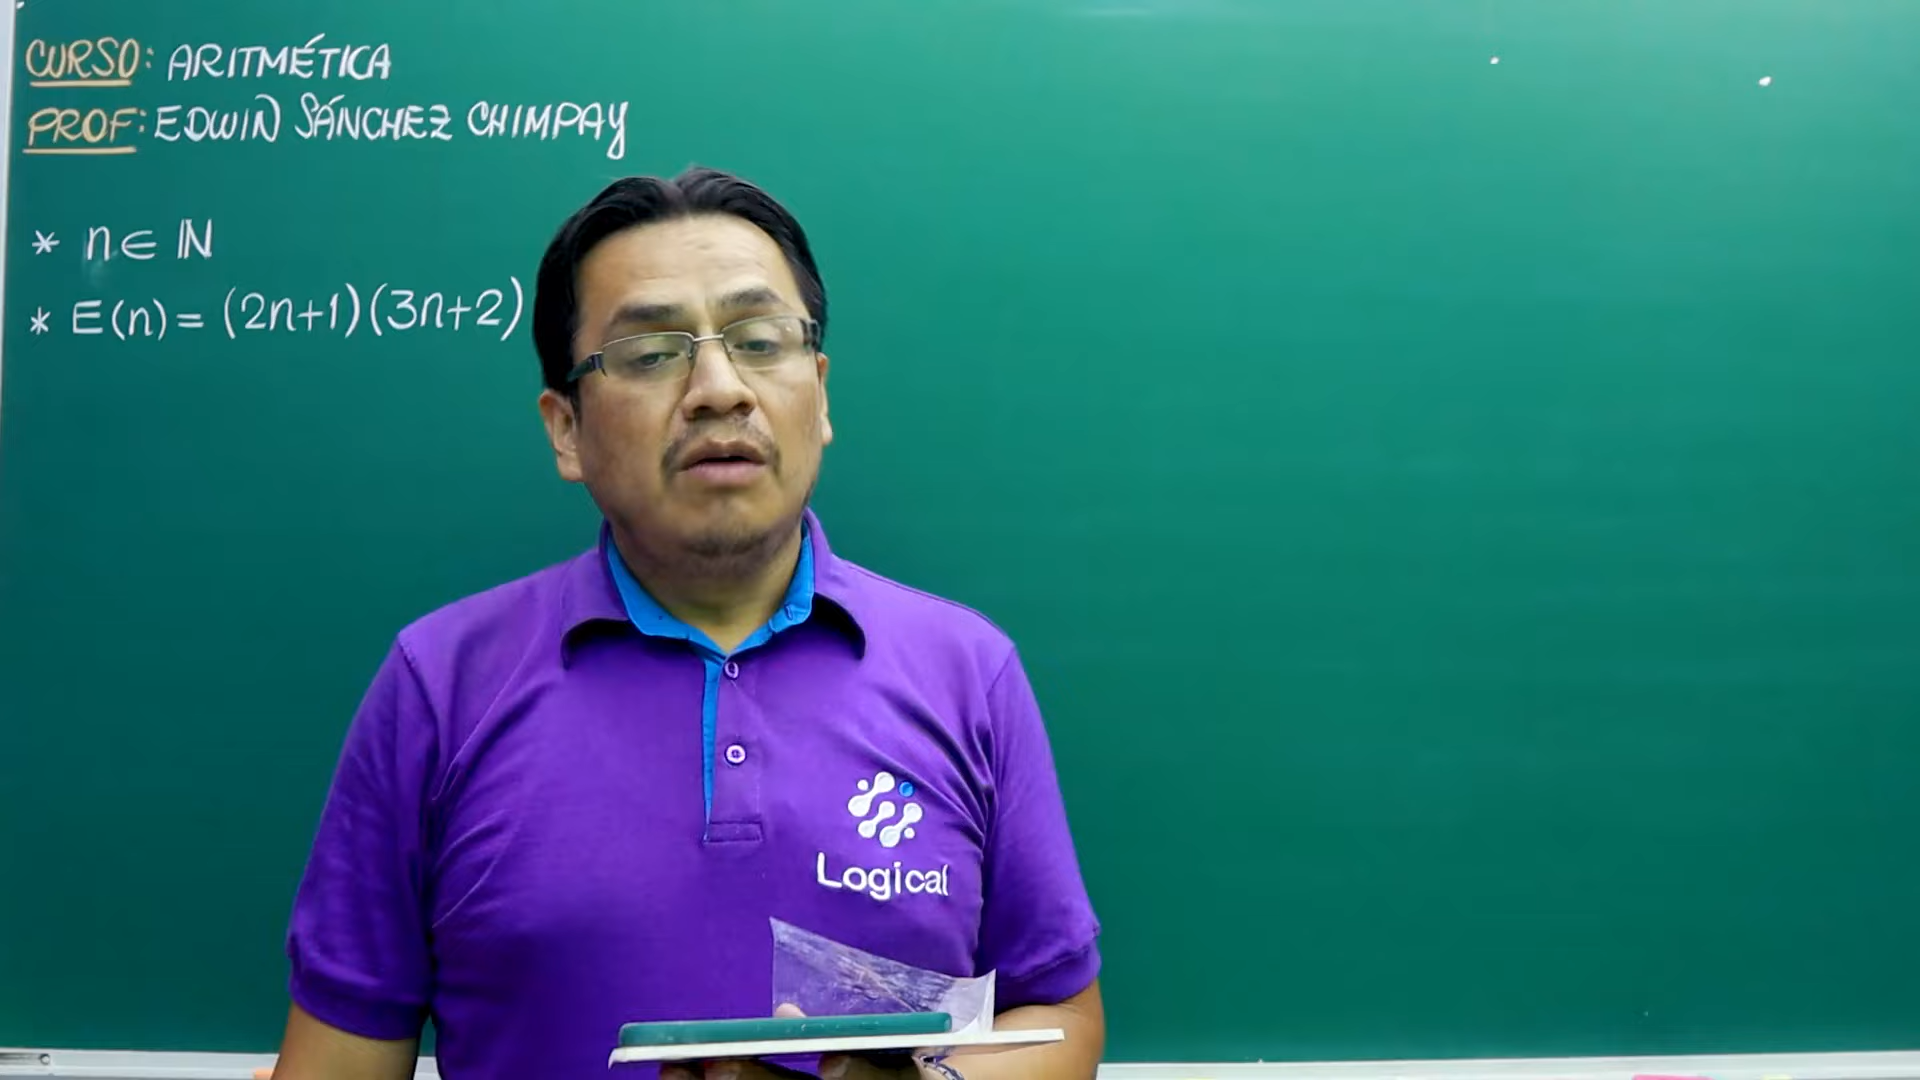 CURSO: ARITMÉTICA
PROF: EDWIN SÁNCHEZ CHIMPAY
* n ∈ ℕ
* E(n) = (2n+1)(3n+2)
Logical